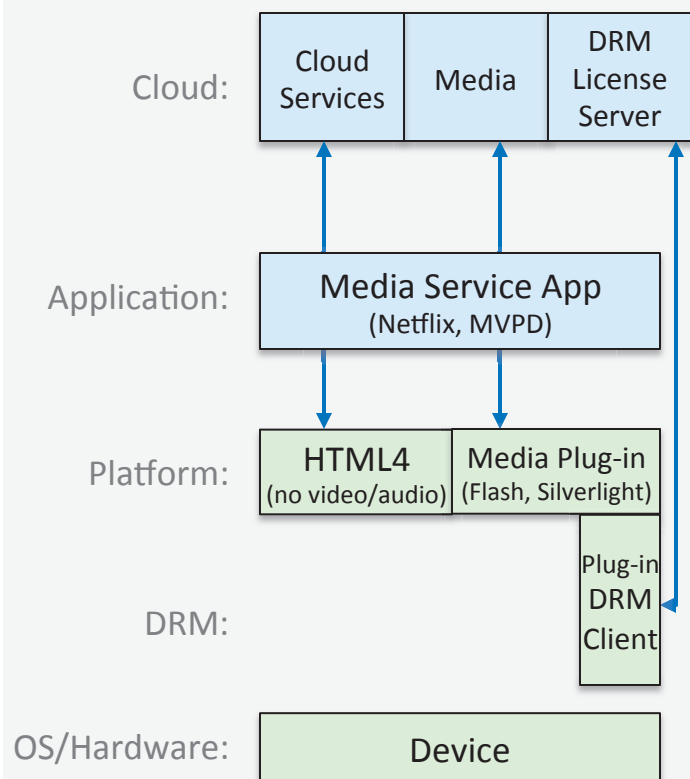 Cloud:
Cloud
Services
Media
DRM
License
Server
Application:
Media Service App
(Netflix, MVPD)
Platform:
HTML4
(no video/audio)
Media Plug-in
(Flash, Silverlight)
DRM:
Plug-in
DRM
Client
OS/Hardware:
Device